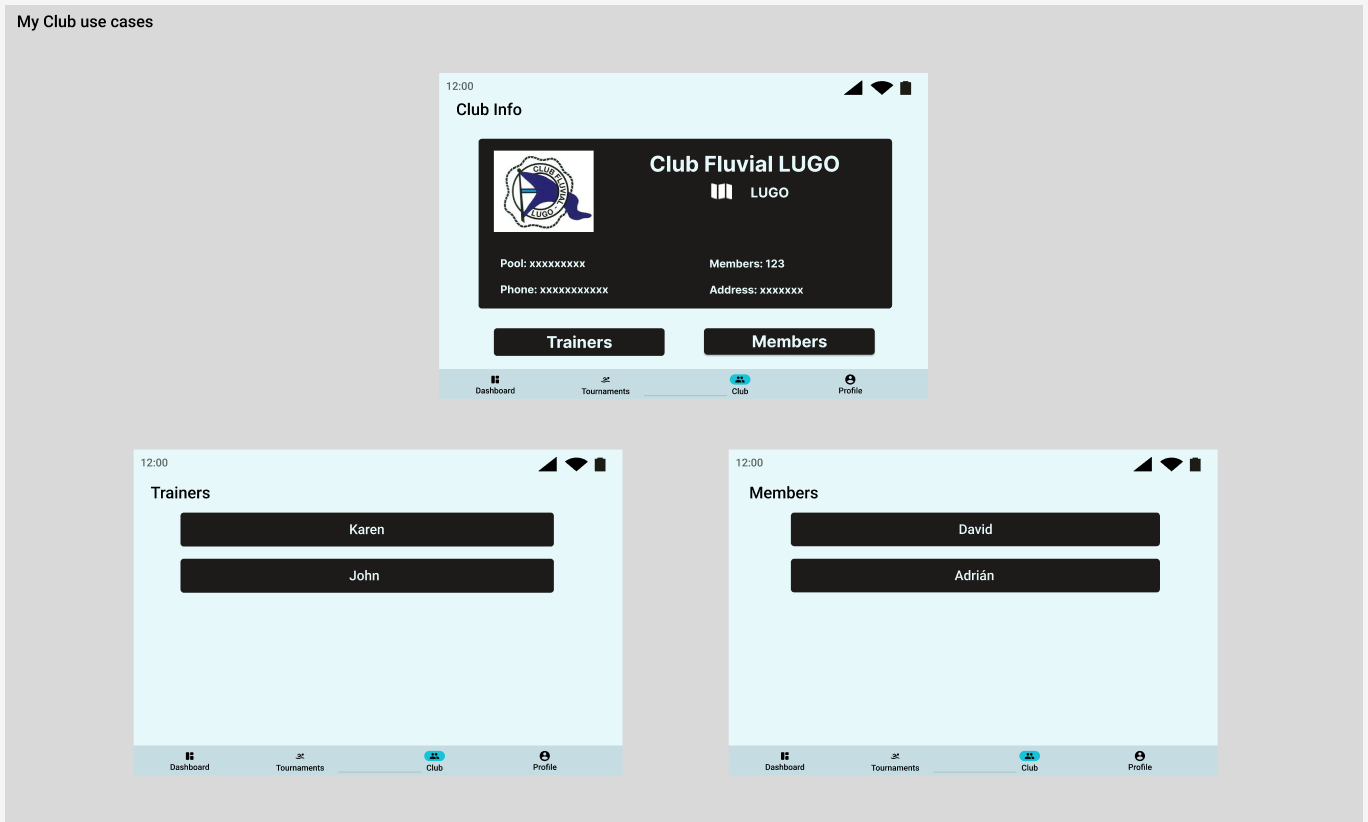 My Club use cases
12:00
Club Info
CLUB FLUVIAL
LUGO
Club Fluvial LUGO
LUGO
Pool: xxxxxxxxx
Members: 123
Phone: xxxxxxxxxxx
Address: xxxxxxx
Trainers
Members
Dashboard
Tournaments
Club
Profile
12:00
Trainers
Karen
John
Dashboard
Tournaments
Club
Profile
12:00
Members
David
Adrián
Dashboard
Tournaments
Club
Profile